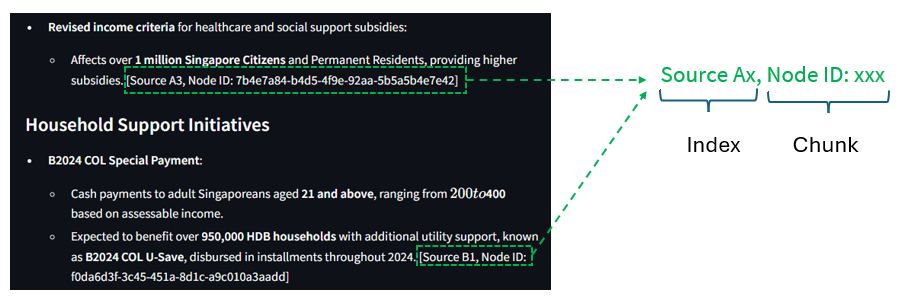 • Revised income criteria for healthcare and social support subsidies:
○ Affects over 1 million Singapore Citizens and Permanent Residents, providing higher
subsidies. [Source A3, Node ID: 7b4e7a84-b4d5-4f9e-92aa-5b5a5b4e7e42]
Household Support Initiatives
• B2024 COL Special Payment:
○ Cash payments to adult Singaporeans aged 21 and above, ranging from 200to400
based on assessable income.
○ Expected to benefit over 950,000 HDB households with additional utility support, known
as B2024 COL U-Save, disbursed in installments throughout 2024. [Source B1, Node ID:
f0da6d3f-3c45-451a-8d1c-a9c010a3aadd]
Source Ax, Node ID: xxx
Index
Chunk